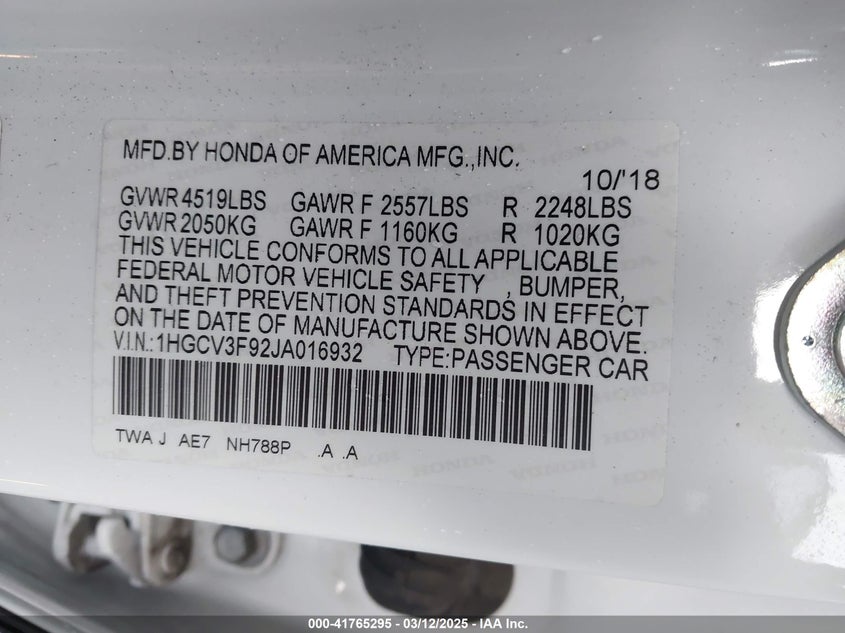 MFD.BY HONDA OF AMERICA MFG.,INC.
10/'18
GVWR 4519LBS GAWR F 2557LBS R 2248LBS
GVWR 2050KG GAWR F 1160KG R 1020KG
THIS VEHICLE CONFORMS TO ALL APPLICABLE
FEDERAL MOTOR VEHICLE SAFETY , BUMPER,
AND THEFT PREVENTION STANDARDS IN EFFECT
ON THE DATE OF MANUFACTURE SHOWN ABOVE.
V.I.N.:1HGCV3F92JA016932 TYPE:PASSENGER CAR
TWA J AE7 NH788P .A .A
000-41765295 - 03/12/2025 - IAA Inc.